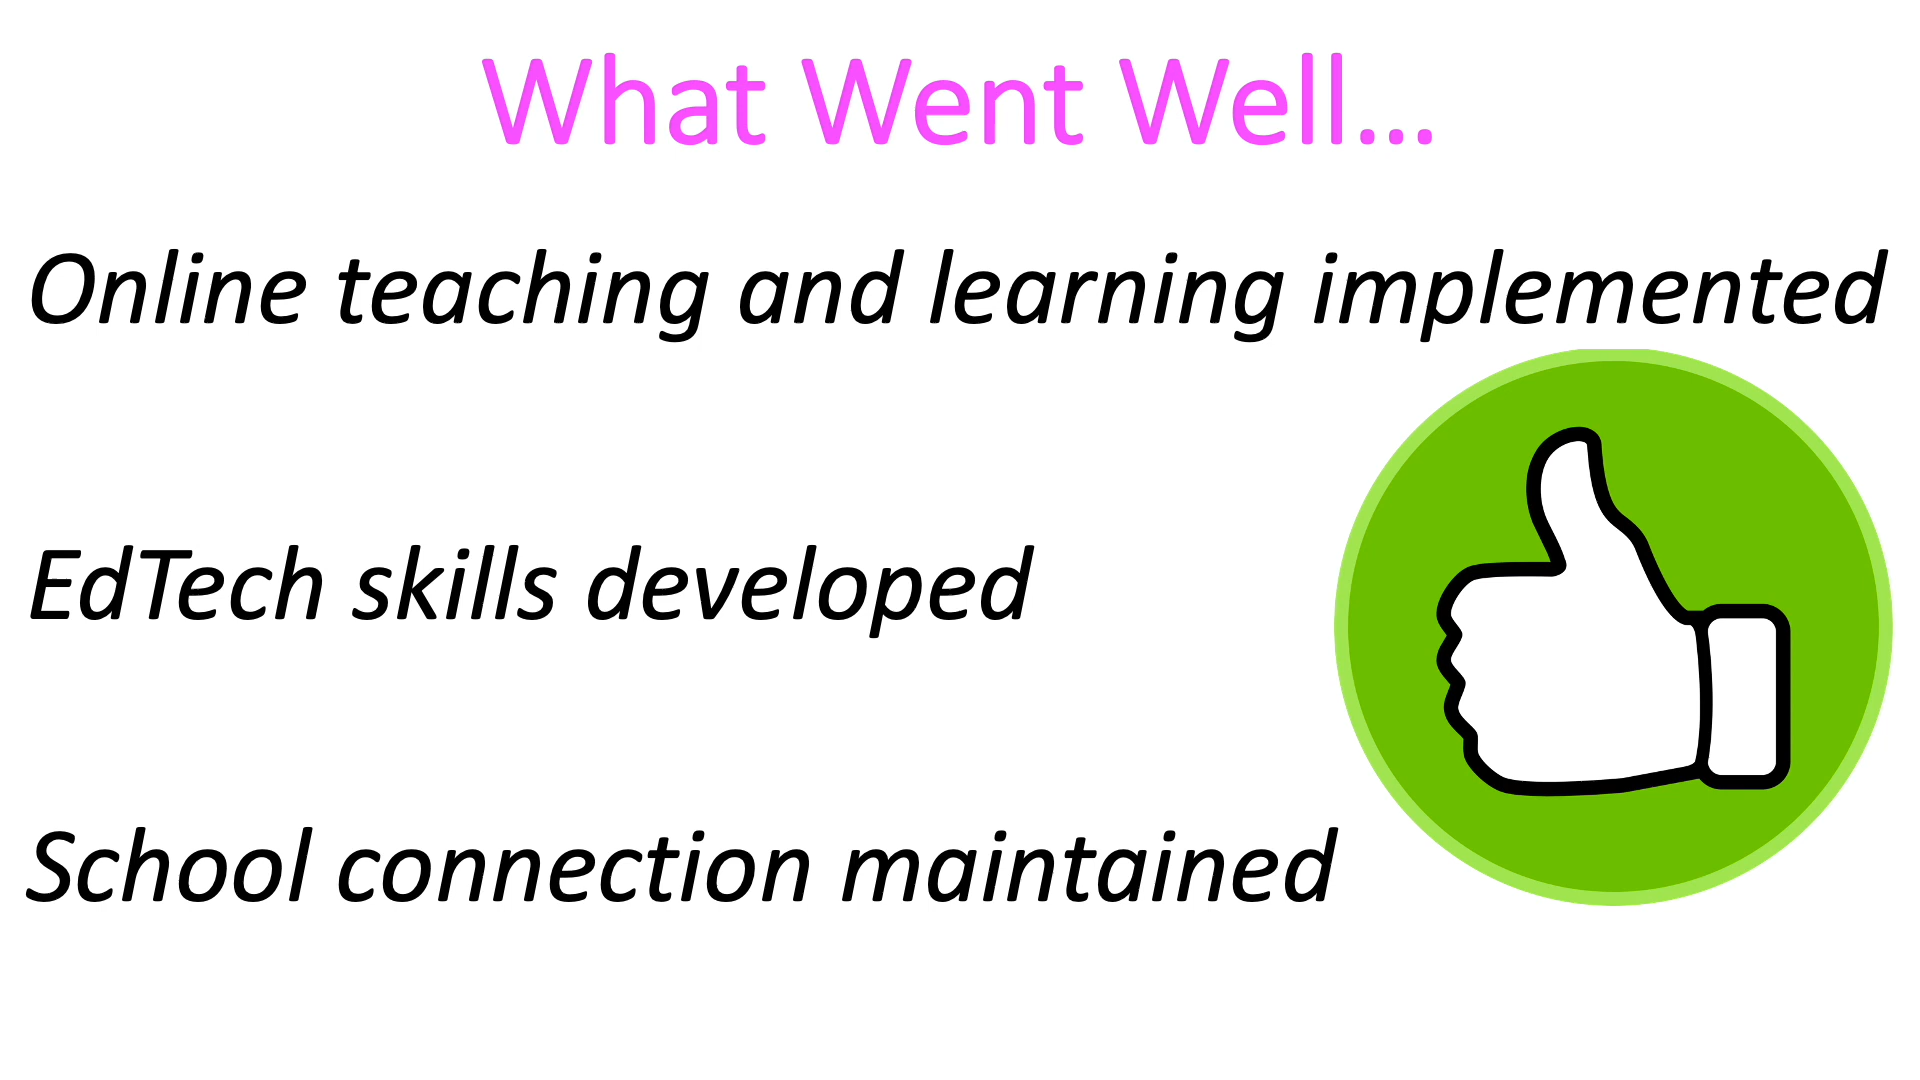 What Went Well...
Online teaching and learning implemented
EdTech skills developed
School connection maintained